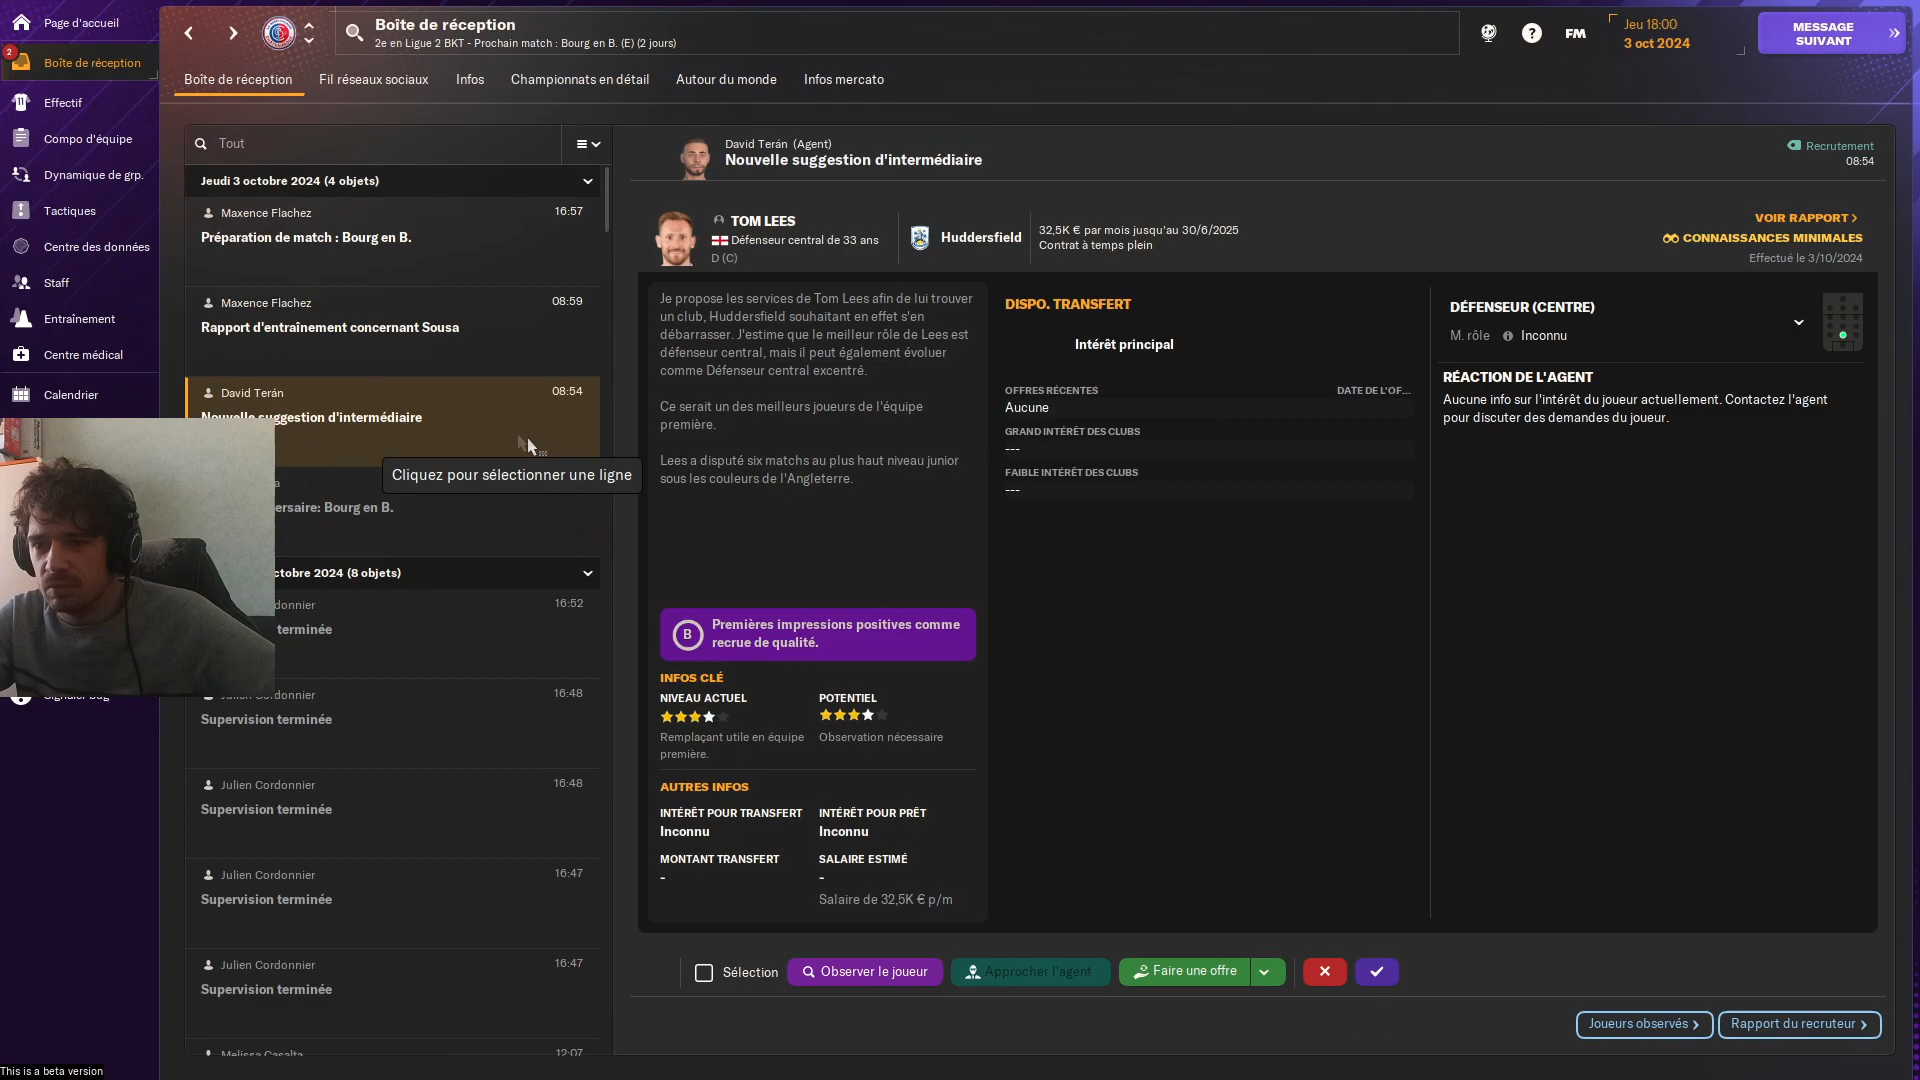 Page d'accueil
2
Boîte de réception
Effectif
Compo d'équipe
Dynamique de grp.
Tactiques
Centre des données
Staff
Entraînement
Centre médical
Calendrier
Boîte de réception
2e en Ligue 2 BKT - Prochain match : Bourg en B. (E) (2 jours)
FM
Jeu 18:00
3 oct 2024
MESSAGE
SUIVANT
Boîte de réception
Fil réseaux sociaux
Infos
Championnats en détail
Autour du monde
Infos mercato
Tout
Jeudi 3 octobre 2024 (4 objets)
Maxence Flachez 16:57
Préparation de match : Bourg en B.
Maxence Flachez 08:59
Rapport d'entraînement concernant Sousa
David Terán 08:54
Nouvelle suggestion d'intermédiaire
Cliquez pour sélectionner une ligne
ersaire: Bourg en B.
ctobre 2024 (8 objets)
donnier 16:52
terminée
16:48
Supervision terminée
Julien Cordonnier 16:48
Supervision terminée
Julien Cordonnier 16:47
Supervision terminée
Julien Cordonnier 16:47
Supervision terminée
Melissa Casalta 12:07
David Terán (Agent)
Nouvelle suggestion d'intermédiaire
Recrutement
08:54
TOM LEES
Défenseur central de 33 ans
D (C)
Huddersfield
32,5K € par mois jusqu'au 30/6/2025
Contrat à temps plein
VOIR RAPPORT
CONNAISSANCES MINIMALES
Effectué le 3/10/2024
Je propose les services de Tom Lees afin de lui trouver
un club, Huddersfield souhaitant en effet s'en
débarrasser. J'estime que le meilleur rôle de Lees est
défenseur central, mais il peut également évoluer
comme Défenseur central excentré.
Ce serait un des meilleurs joueurs de l'équipe
première.
Lees a disputé six matchs au plus haut niveau junior
sous les couleurs de l'Angleterre.
B
Premières impressions positives comme
recrue de qualité.
INFOS CLÉ
NIVEAU ACTUEL POTENTIEL
Remplaçant utile en équipe
première.
Observation nécessaire
AUTRES INFOS
INTÉRÊT POUR TRANSFERT INTÉRÊT POUR PRÊT
Inconnu Inconnu
MONTANT TRANSFERT SALAIRE ESTIMÉ
- -
Salaire de 32,5K € p/m
DISPO. TRANSFERT
Intérêt principal
OFFRES RÉCENTES DATE DE L'OF...
Aucune
GRAND INTÉRÊT DES CLUBS
---
FAIBLE INTÉRÊT DES CLUBS
---
DÉFENSEUR (CENTRE)
M. rôle Inconnu
RÉACTION DE L'AGENT
Aucune info sur l'intérêt du joueur actuellement. Contactez l'agent
pour discuter des demandes du joueur.
Sélection
Observer le joueur
Approcher l'agent
Faire une offre
Joueurs observés
Rapport du recruteur
This is a beta version